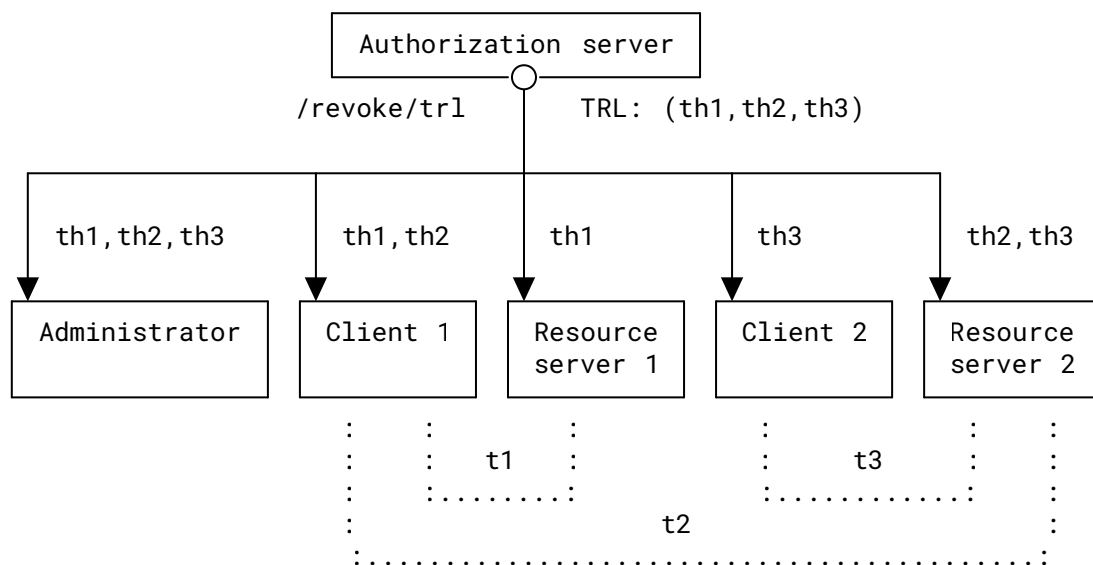 Authorization server
/revoke/trl
TRL: (th1,th2,th3)
th1,th2,th3
th1,th2
th1
th3
th2,th3
Administrator
Client 1
Resource
server 1
Client 2
Resource
server 2
t1
t3
t2